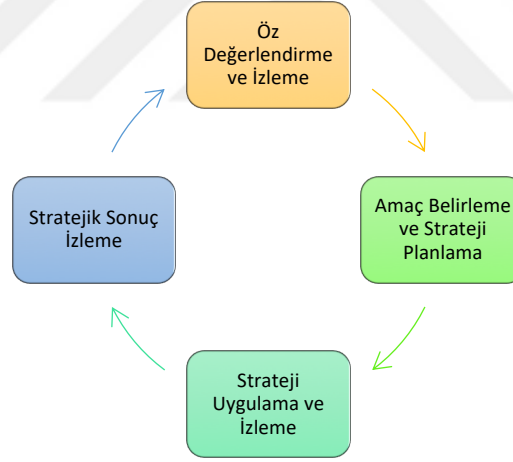 Öz
Değerlendirme
ve İzleme
Amaç Belirleme
ve Strateji
Planlama
Strateji
Uygulama ve
İzleme
Stratejik Sonuç
İzleme